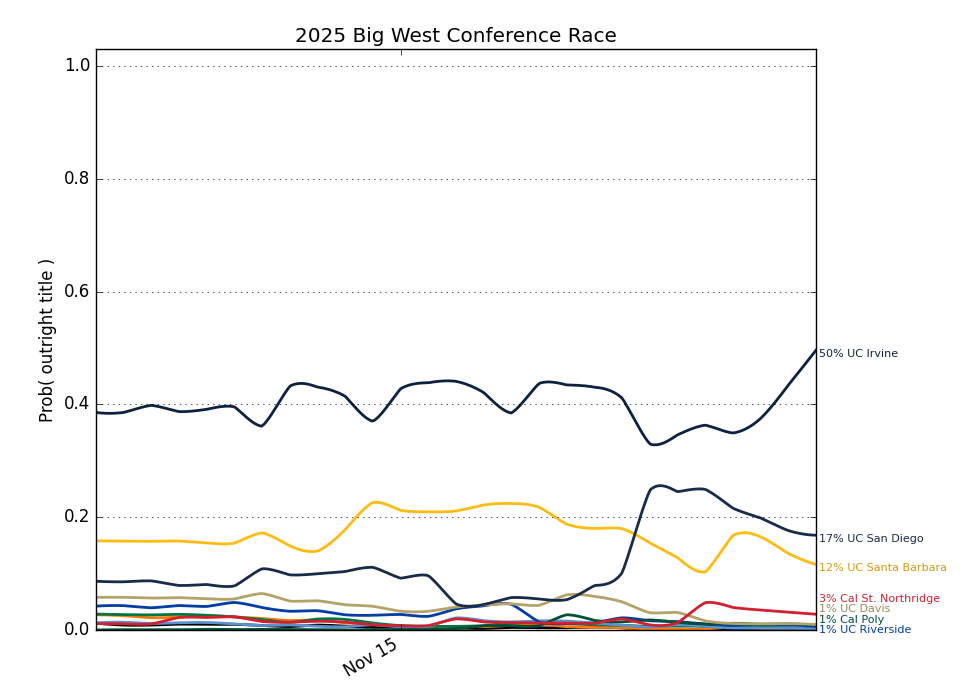 2025 Big West Conference Race
Prob( outright title )
1.0
0.8
0.6
0.4
0.2
0.0
Nov 15
50% UC Irvine
17% UC San Diego
12% UC Santa Barbara
3% Cal St. Northridge
1% UC Davis
1% Cal Poly
1% UC Riverside